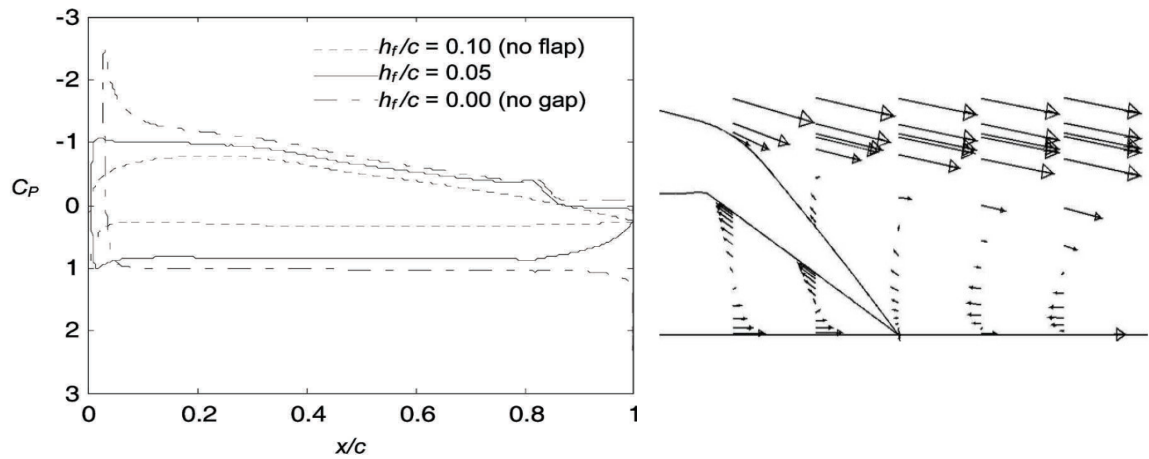 -3
-2
-1
0
1
2
3
C_P
h_f/c = 0.10 (no flap)
h_f/c = 0.05
h_f/c = 0.00 (no gap)
0
0.2
0.4
0.6
0.8
1
x/c